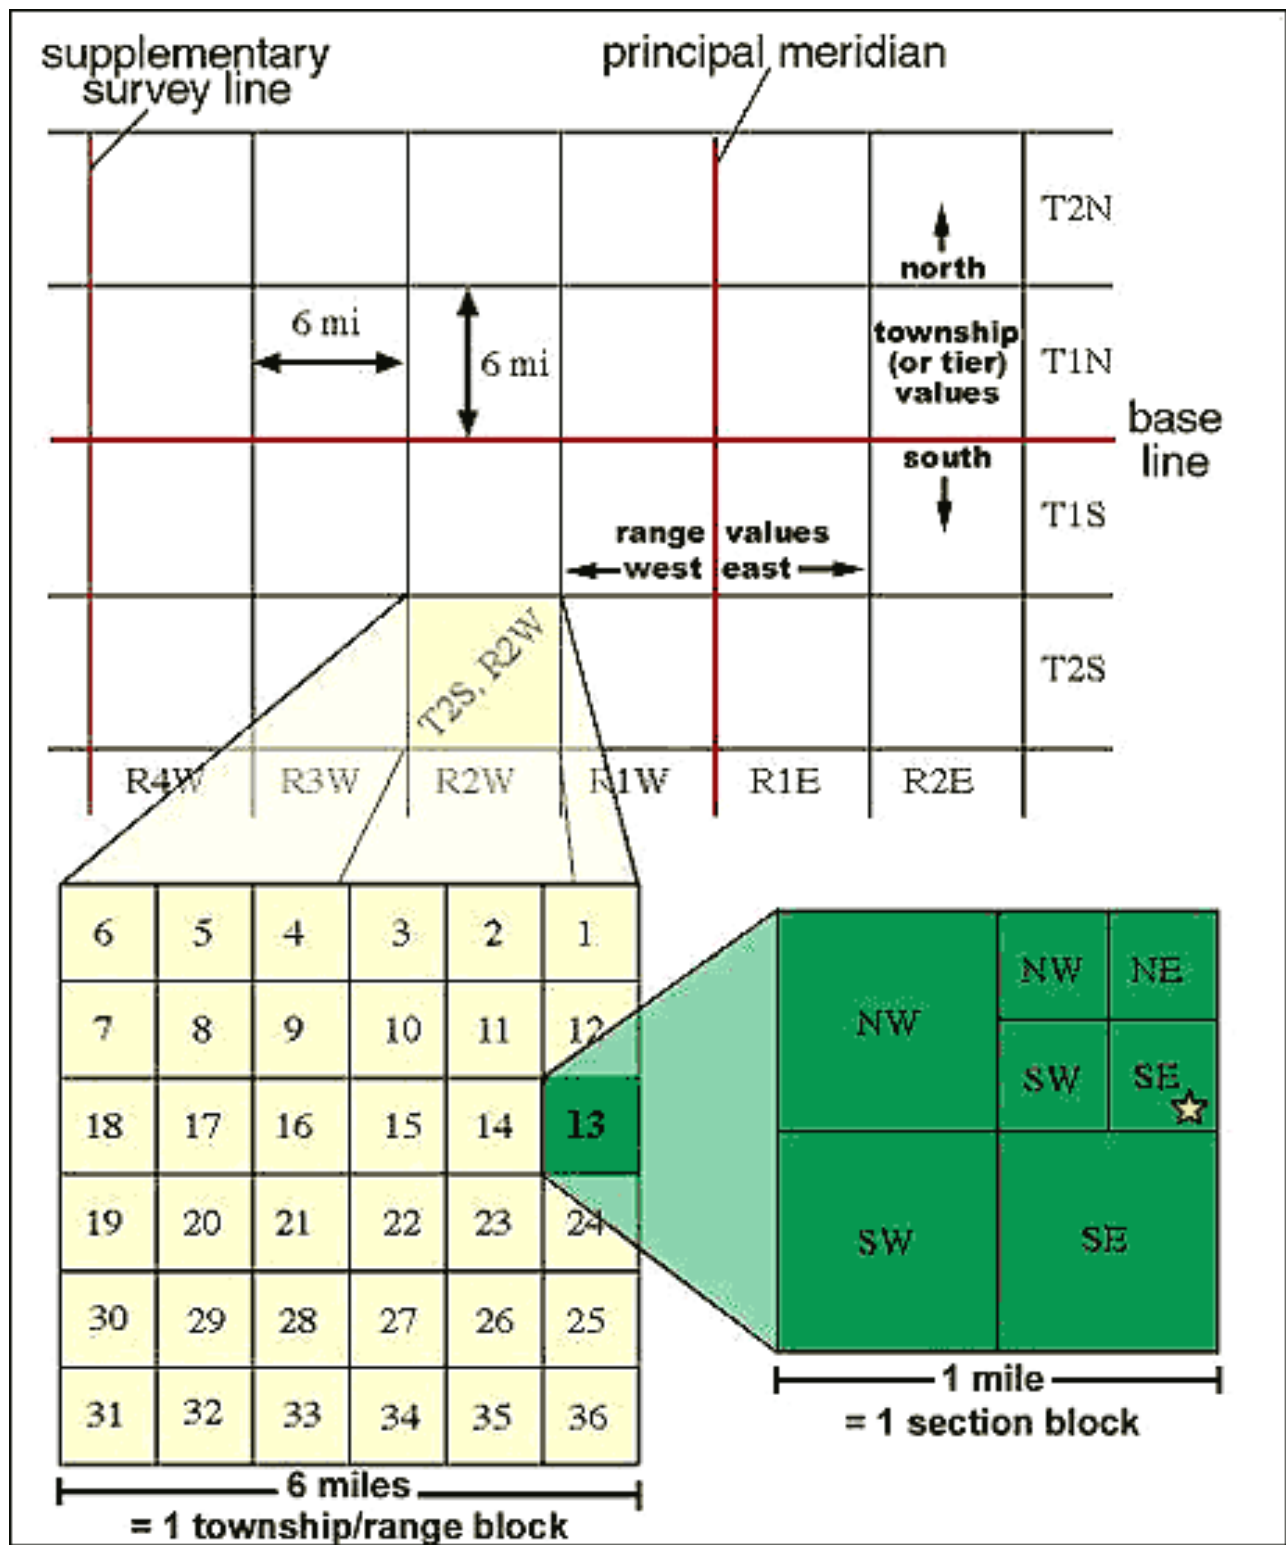 supplementary
survey line
principal meridian
T2N
north
6 mi
6 mi
township
(or tier)
values
T1N
base
line
south
T1S
range values
west east
T2S, R2W
T2S
R4W R3W R2W R1W R1E R2E
6 5 4 3 2 1
7 8 9 10 11 12
18 17 16 15 14 13
19 20 21 22 23 24
30 29 28 27 26 25
31 32 33 34 35 36
6 miles
= 1 township/range block
NW
NW NE
SW SE
SW SE
1 mile
= 1 section block